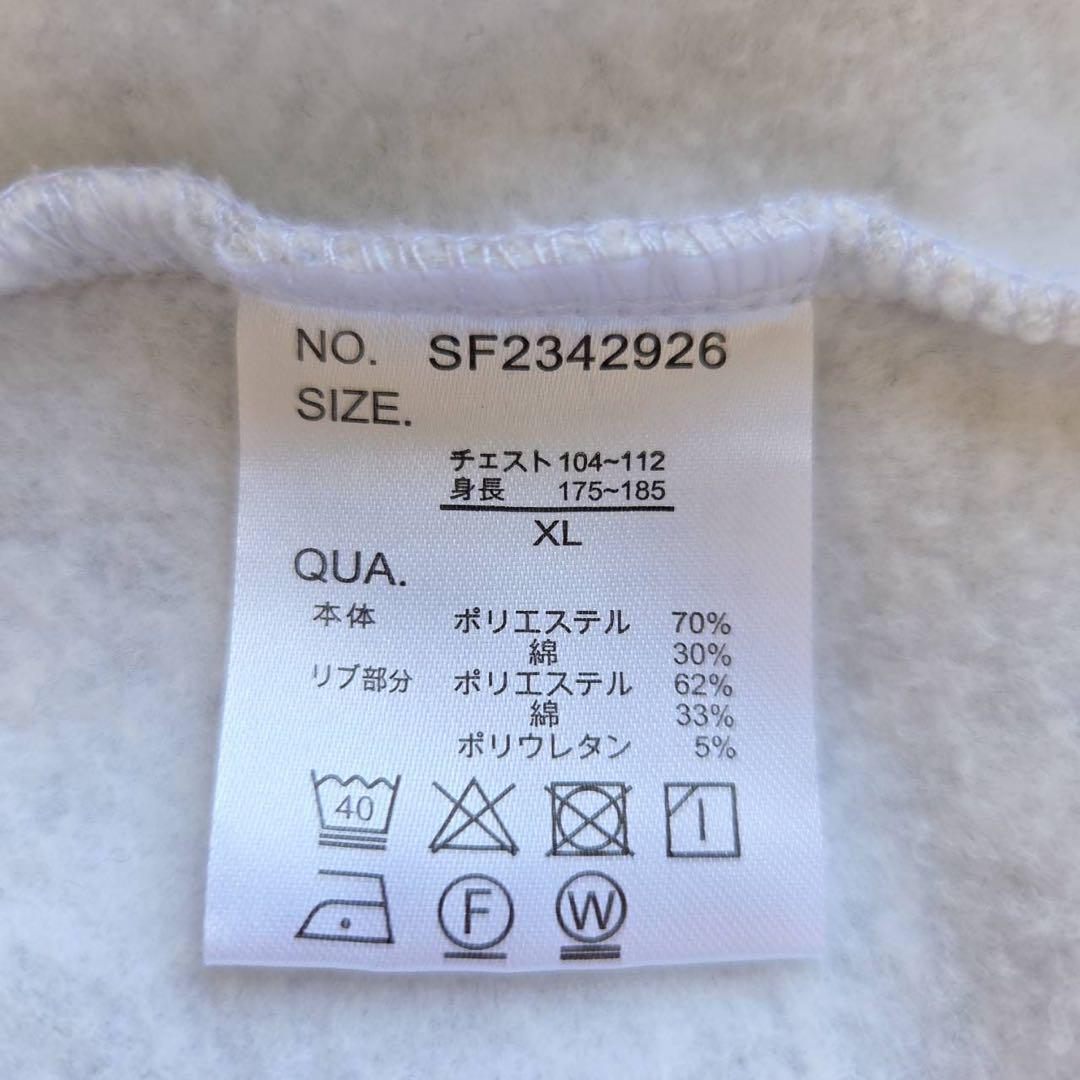 NO. SF2342926
SIZE.
チェスト 104~112
身長 175~185
XL
QUA.
本体 ポリエステル 70%
綿 30%
リブ部分 ポリエステル 62%
綿 33%
ポリウレタン 5%
40
F W